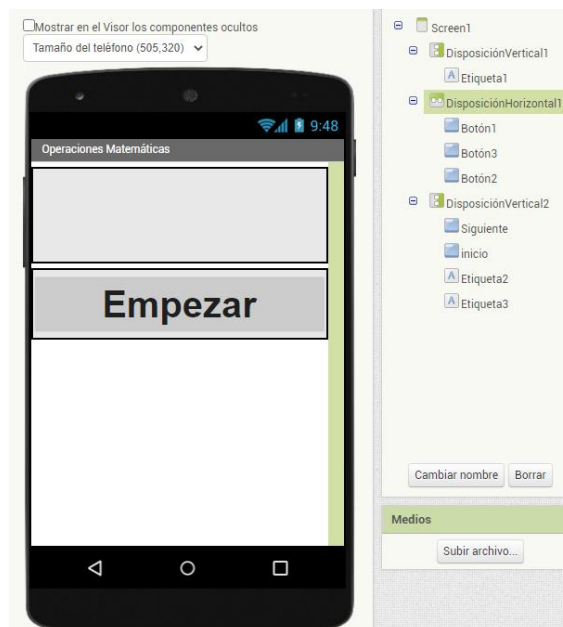 Mostrar en el Visor los componentes ocultos
Tamaño del teléfono (505,320)
9:48
Operaciones Matemáticas
Empezar
Screen1
DisposiciónVertical1
A Etiqueta1
DisposiciónHorizontal1
Botón1
Botón3
Botón2
DisposiciónVertical2
Siguiente
inicio
A Etiqueta2
A Etiqueta3
Cambiar nombre Borrar
Medios
Subir archivo...